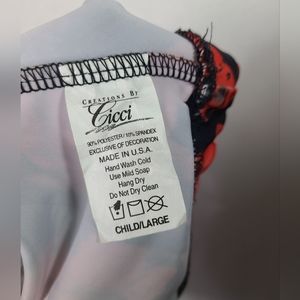 CREATIONS BY
Cicci
90% POLYESTER / 10% SPANDEX
EXCLUSIVE OF DECORATION
MADE IN U.S.A.
Hand Wash Cold
Use Mild Soap
Hang Dry
Do Not Dry Clean
CHILD/LARGE